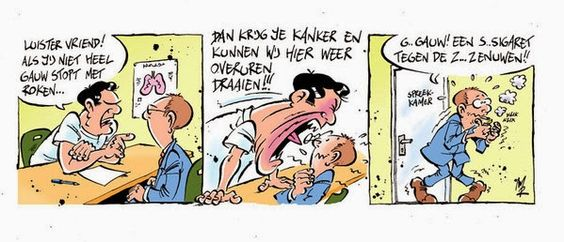 LUISTER VRIEND!
ALS JIJ NIET HEEL
GAUW STOPT MET
ROKEN...
DAN KRIJG JE KANKER EN
KUNNEN WIJ HIER WEER
OVERUREN
DRAAIEN!!!
G..GAUW! EEN S..SIGARET
TEGEN DE Z...ZENUWEN!!
SPREEK-
KAMER